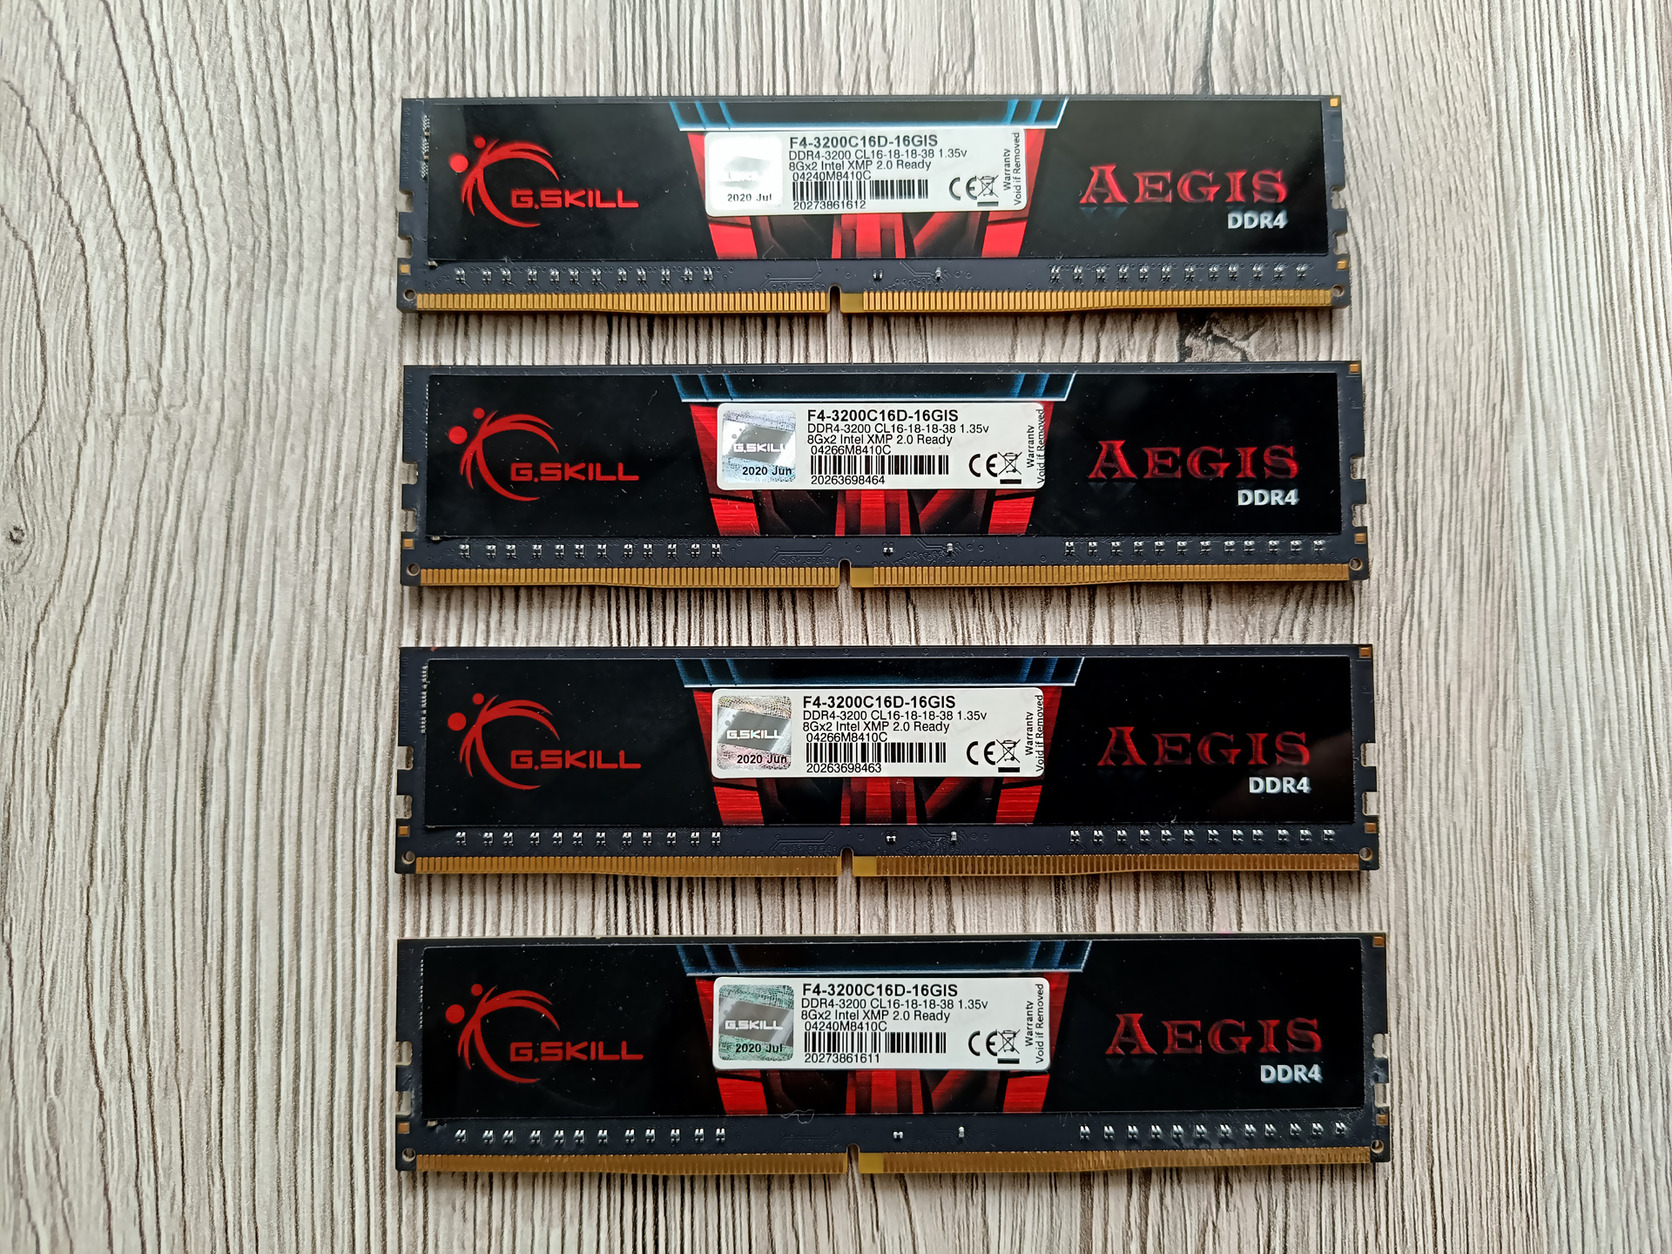 G.SKILL
2020 Jul
F4-3200C16D-16GIS
DDR4-3200 CL16-18-18-38 1.35v
8Gx2 Intel XMP 2.0 Ready
04240M8410C
20273861612
CE
Warranty
Void if Removed
AEGIS
DDR4
G.SKILL
G.SKILL
2020 Jun
F4-3200C16D-16GIS
DDR4-3200 CL16-18-18-38 1.35v
8Gx2 Intel XMP 2.0 Ready
04266M8410C
20263698464
CE
Warranty
Void if Removed
AEGIS
DDR4
G.SKILL
G.SKILL
2020 Jun
F4-3200C16D-16GIS
DDR4-3200 CL16-18-18-38 1.35v
8Gx2 Intel XMP 2.0 Ready
04266M8410C
20263698463
CE
Warranty
Void if Removed
AEGIS
DDR4
G.SKILL
G.SKILL
2020 Jul
F4-3200C16D-16GIS
DDR4-3200 CL16-18-18-38 1.35v
8Gx2 Intel XMP 2.0 Ready
04240M8410C
20273861611
CE
Warranty
Void if Removed
AEGIS
DDR4